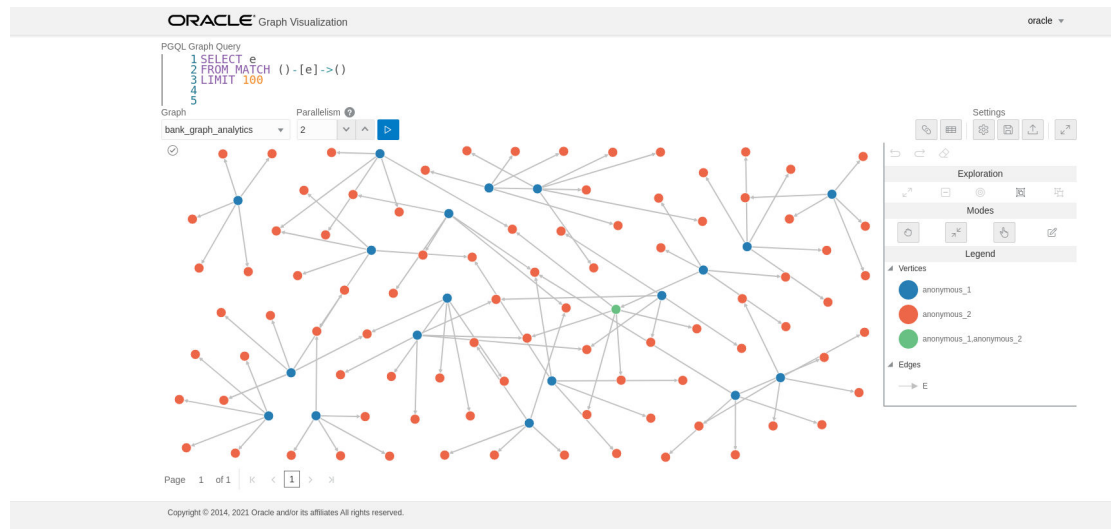 ORACLE Graph Visualization
oracle
PGQL Graph Query
1 SELECT e
2 FROM MATCH ()-[e]->()
3 LIMIT 100
4
5
Graph
Parallelism ?
Settings
bank_graph_analytics
2
Exploration
Modes
Legend
Vertices
anonymous_1
anonymous_2
anonymous_1,anonymous_2
Edges
E
Page 1 of 1 1
Copyright © 2014, 2021 Oracle and/or its affiliates All rights reserved.